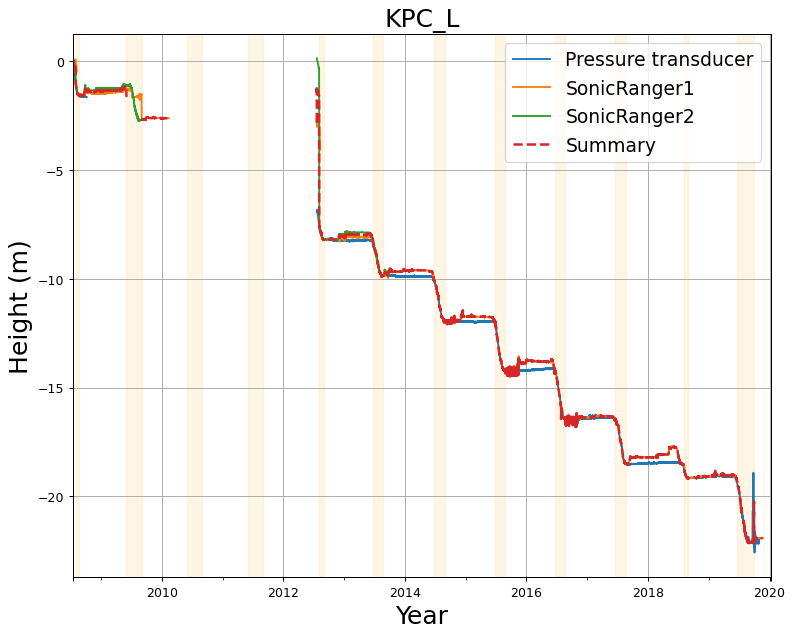 KPC_L
Pressure transducer
SonicRanger1
SonicRanger2
Summary
0
−5
−10
−15
−20
Height (m)
2010
2012
2014
2016
2018
2020
Year